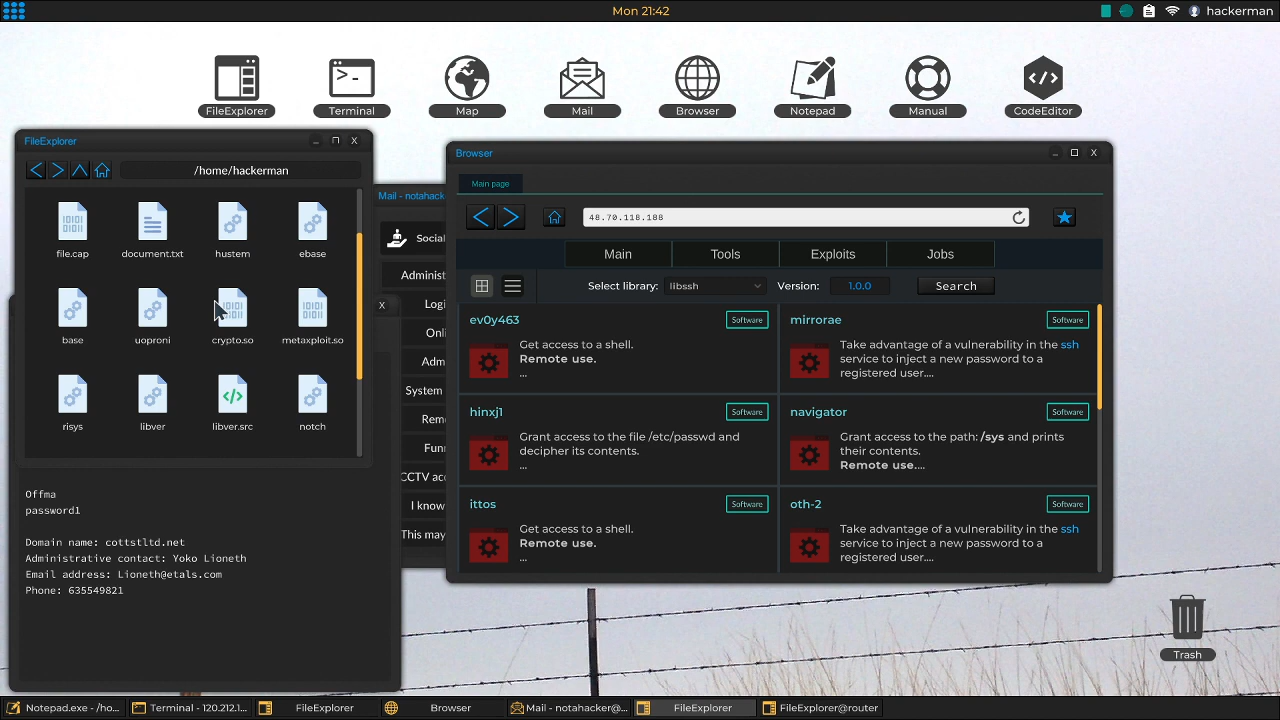 Mon 21:42
hackerman
FileExplorer
Terminal
Map
Mail
Browser
Notepad
Manual
CodeEditor
FileExplorer
X
/home/hackerman
file.cap
document.txt
hustem
ebase
base
uoproni
crypto.so
metaxploit.so
risys
libver
libver.src
notch
Mail - notahack
Social
Administ
Logi
Onl
Adm
System
Rem
Fun
CCTV acc
I know
This may
X
Offma
password1
Domain name: cottstltd.net
Administrative contact: Yoko Lioneth
Email address: Lioneth@etals.com
Phone: 635549821
Browser
X
Main page
48.70.118.188
Main
Tools
Exploits
Jobs
Select library:
libssh
Version:
1.0.0
Search
ev0y463
Software
Get access to a shell.
Remote use.
...
mirrorae
Software
Take advantage of a vulnerability in the ssh
service to inject a new password to a
registered user....
hinxj1
Software
Grant access to the file /etc/passwd and
decipher its contents.
...
navigator
Software
Grant access to the path: /sys and prints
their contents.
Remote use....
ittos
Software
Get access to a shell.
Remote use.
...
oth-2
Software
Take advantage of a vulnerability in the ssh
service to inject a new password to a
registered user....
Trash
Notepad.exe - /ho...
Terminal - 120.212.1...
FileExplorer
Browser
Mail - notahacker@...
FileExplorer
FileExplorer@router